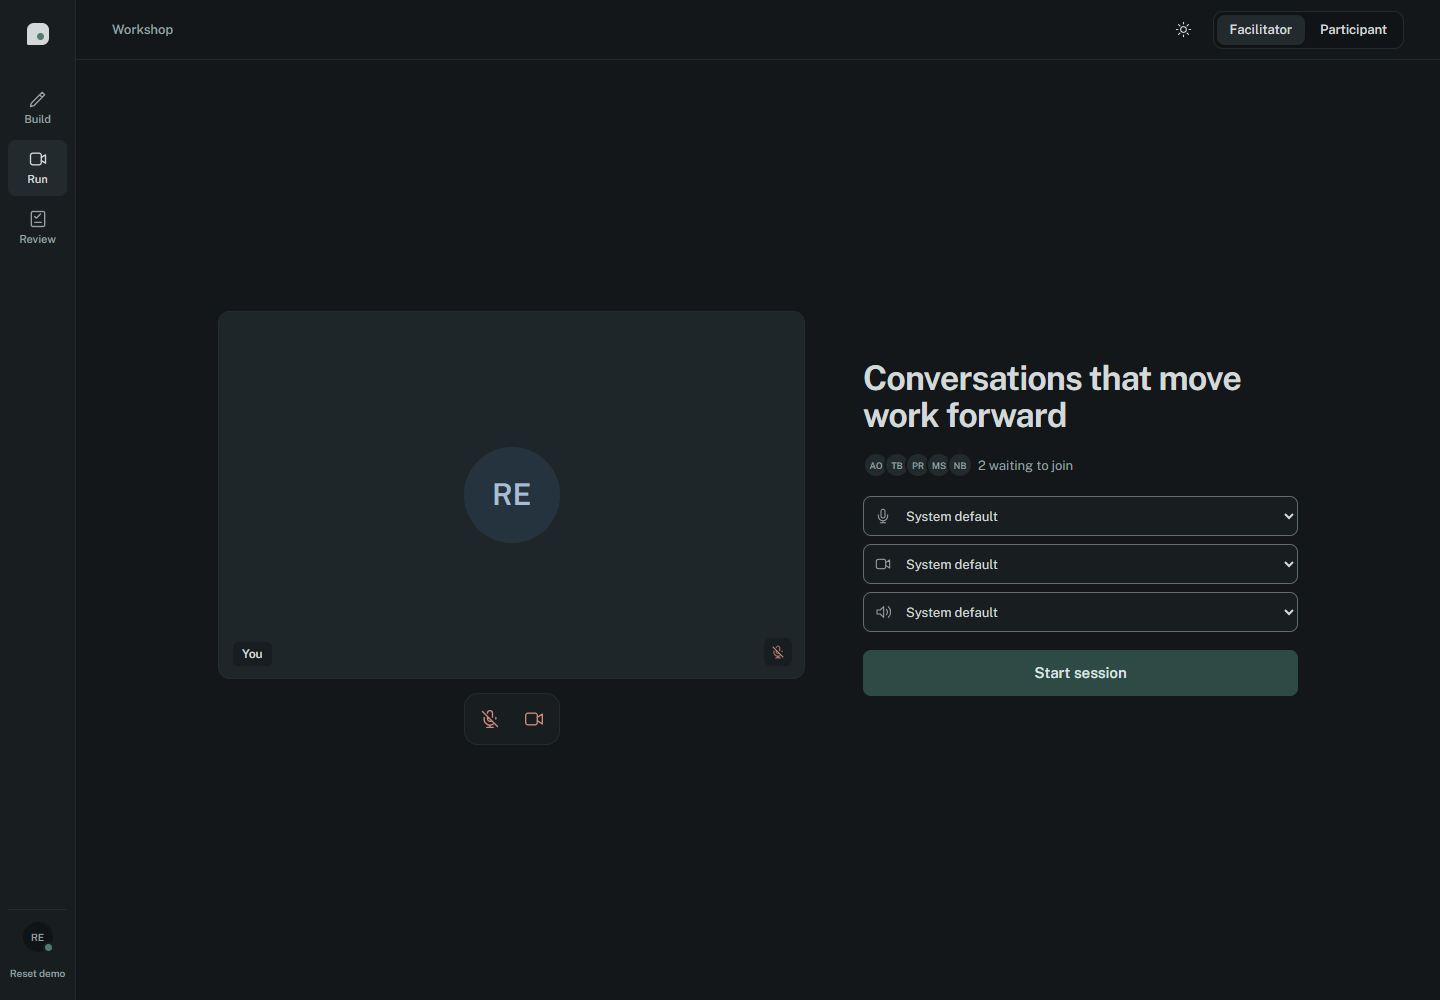 Workshop
Facilitator
Participant
Build
Run
Review
RE
You
Conversations that move
work forward
AO TB PR MS NB 2 waiting to join
System default
System default
System default
Start session
RE
Reset demo